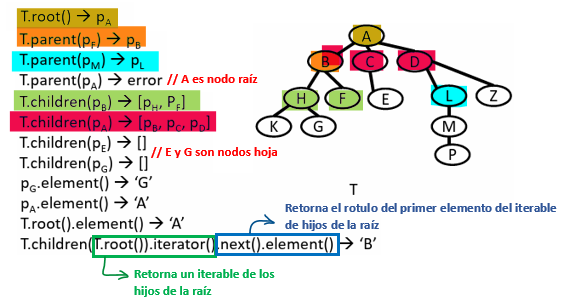 T.root() → pA
T.parent(pF) → pB
T.parent(pM) → pL
T.parent(pA) → error // A es nodo raíz
T.children(pB) → [pH, PF]
T.children(pA) → [pB, pC, pD]
T.children(pE) → []
T.children(pG) → []
// E y G son nodos hoja
pG.element() → ‘G’
pA.element() → ‘A’
T.root().element() → ‘A’
T.children(T.root()).iterator().next().element() → ‘B’
Retorna un iterable de los
hijos de la raíz
Retorna el rotulo del primer elemento del iterable
de hijos de la raíz
A
B C D
H F E L Z
K G M
P
T